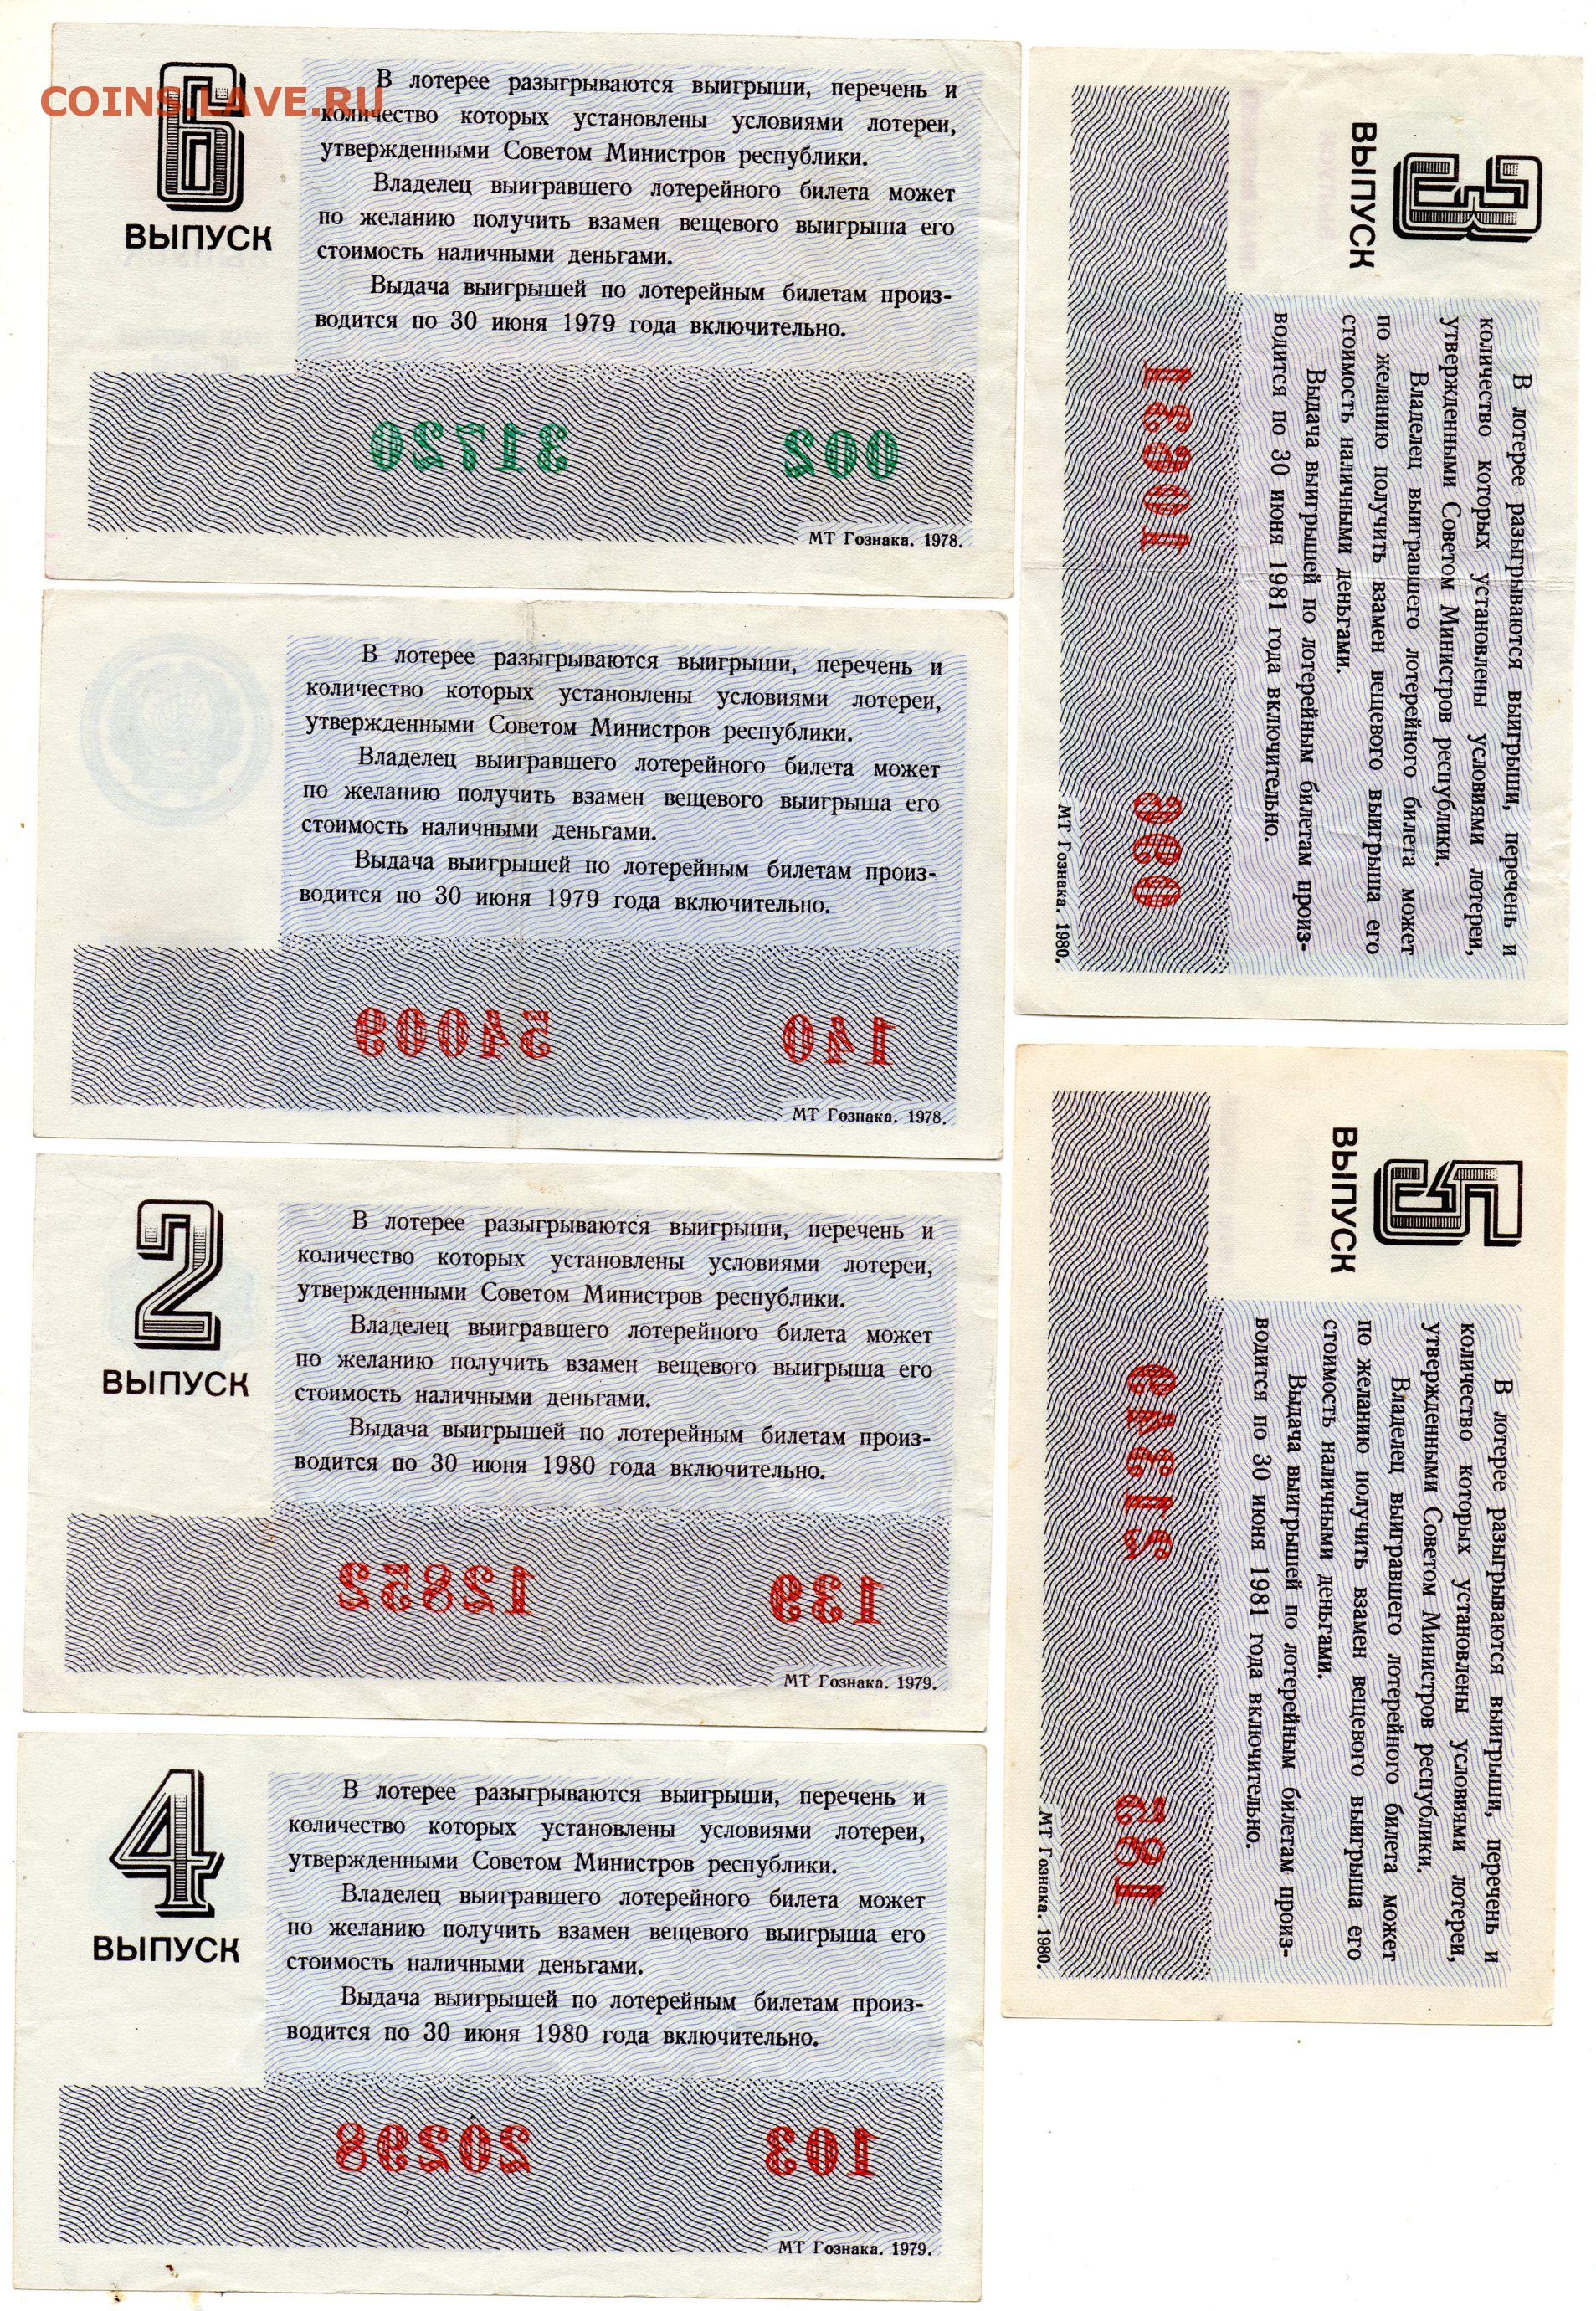 COINS.LAVE.RU
6
ВЫПУСК
В лотерее разыгрываются выигрыши, перечень и
количество которых установлены условиями лотереи,
утвержденными Советом Министров республики.
Владелец выигравшего лотерейного билета может
по желанию получить взамен вещевого выигрыша его
стоимость наличными деньгами.
Выдача выигрышей по лотерейным билетам произ-
водится по 30 июня 1979 года включительно.
31720 002
МТ Гознака. 1978.
В лотерее разыгрываются выигрыши, перечень и
количество которых установлены условиями лотереи,
утвержденными Советом Министров республики.
Владелец выигравшего лотерейного билета может
по желанию получить взамен вещевого выигрыша его
стоимость наличными деньгами.
Выдача выигрышей по лотерейным билетам произ-
водится по 30 июня 1979 года включительно.
54009 140
МТ Гознака. 1978.
2
ВЫПУСК
В лотерее разыгрываются выигрыши, перечень и
количество которых установлены условиями лотереи,
утвержденными Советом Министров республики.
Владелец выигравшего лотерейного билета может
по желанию получить взамен вещевого выигрыша его
стоимость наличными деньгами.
Выдача выигрышей по лотерейным билетам произ-
водится по 30 июня 1980 года включительно.
12852 139
МТ Гознака. 1979.
4
ВЫПУСК
В лотерее разыгрываются выигрыши, перечень и
количество которых установлены условиями лотереи,
утвержденными Советом Министров республики.
Владелец выигравшего лотерейного билета может
по желанию получить взамен вещевого выигрыша его
стоимость наличными деньгами.
Выдача выигрышей по лотерейным билетам произ-
водится по 30 июня 1980 года включительно.
20298 103
МТ Гознака. 1979.
3
ВЫПУСК
В лотерее разыгрываются выигрыши, перечень и
количество которых установлены условиями лотереи,
утвержденными Советом Министров республики.
Владелец выигравшего лотерейного билета может
по желанию получить взамен вещевого выигрыша его
стоимость наличными деньгами.
Выдача выигрышей по лотерейным билетам произ-
водится по 30 июня 1981 года включительно.
10931
МТ Гознака. 1980.
5
ВЫПУСК
В лотерее разыгрываются выигрыши, перечень и
количество которых установлены условиями лотереи,
утвержденными Советом Министров республики.
Владелец выигравшего лотерейного билета может
по желанию получить взамен вещевого выигрыша его
стоимость наличными деньгами.
Выдача выигрышей по лотерейным билетам произ-
водится по 30 июня 1981 года включительно.
21349
МТ Гознака. 1980.